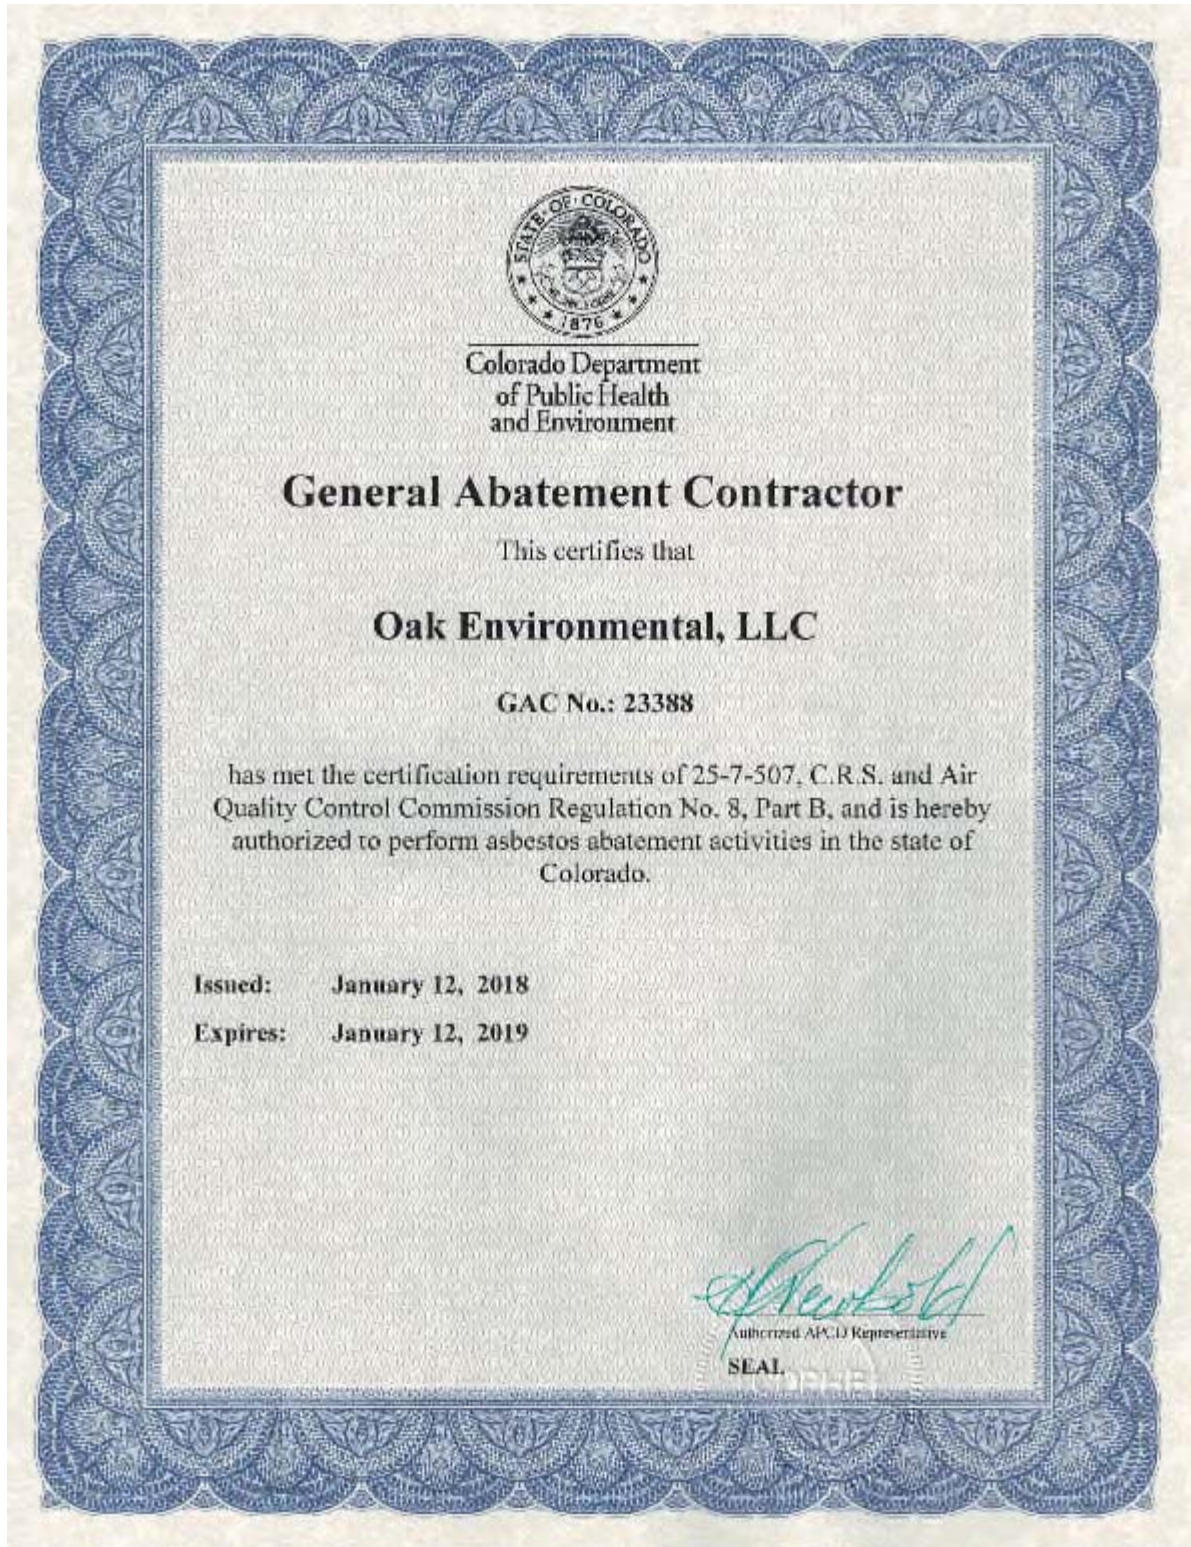 STATE OF COLORADO
1876
Colorado Department
of Public Health
and Environment
General Abatement Contractor
This certifies that
Oak Environmental, LLC
GAC No.: 23388
has met the certification requirements of 25-7-507, C.R.S. and Air
Quality Control Commission Regulation No. 8, Part B, and is hereby
authorized to perform asbestos abatement activities in the state of
Colorado.
Issued: January 12, 2018
Expires: January 12, 2019
Authorized APCD Representative
SEAL
CDPHE